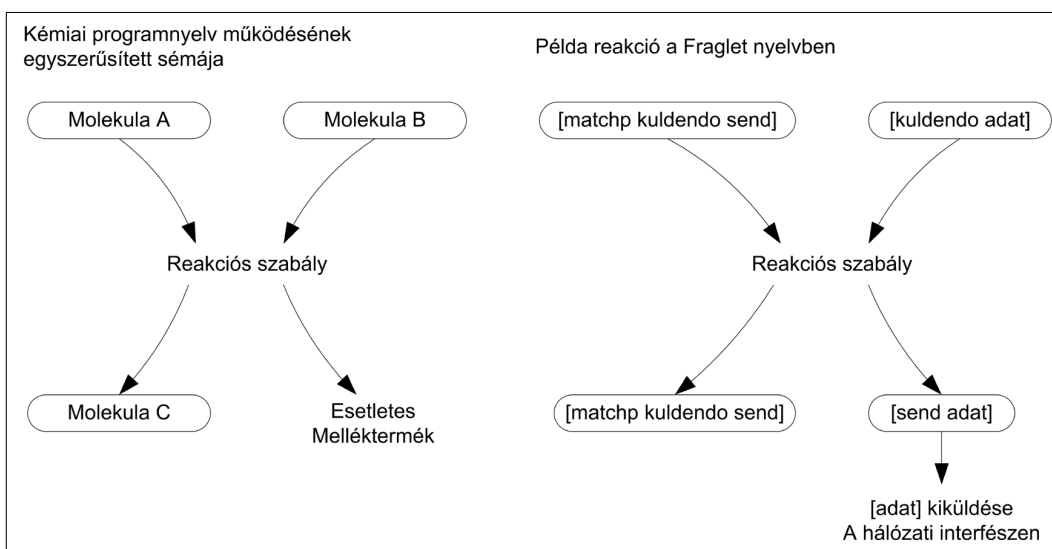 Kémiai programnyelv működésének
egyszerűsített sémája
Molekula A
Molekula B
Reakciós szabály
Molekula C
Esetletes
Melléktermék
Példa reakció a Fraglet nyelvben
[matchp kuldendo send]
[kuldendo adat]
Reakciós szabály
[matchp kuldendo send]
[send adat]
[adat] kiküldése
A hálózati interfészen